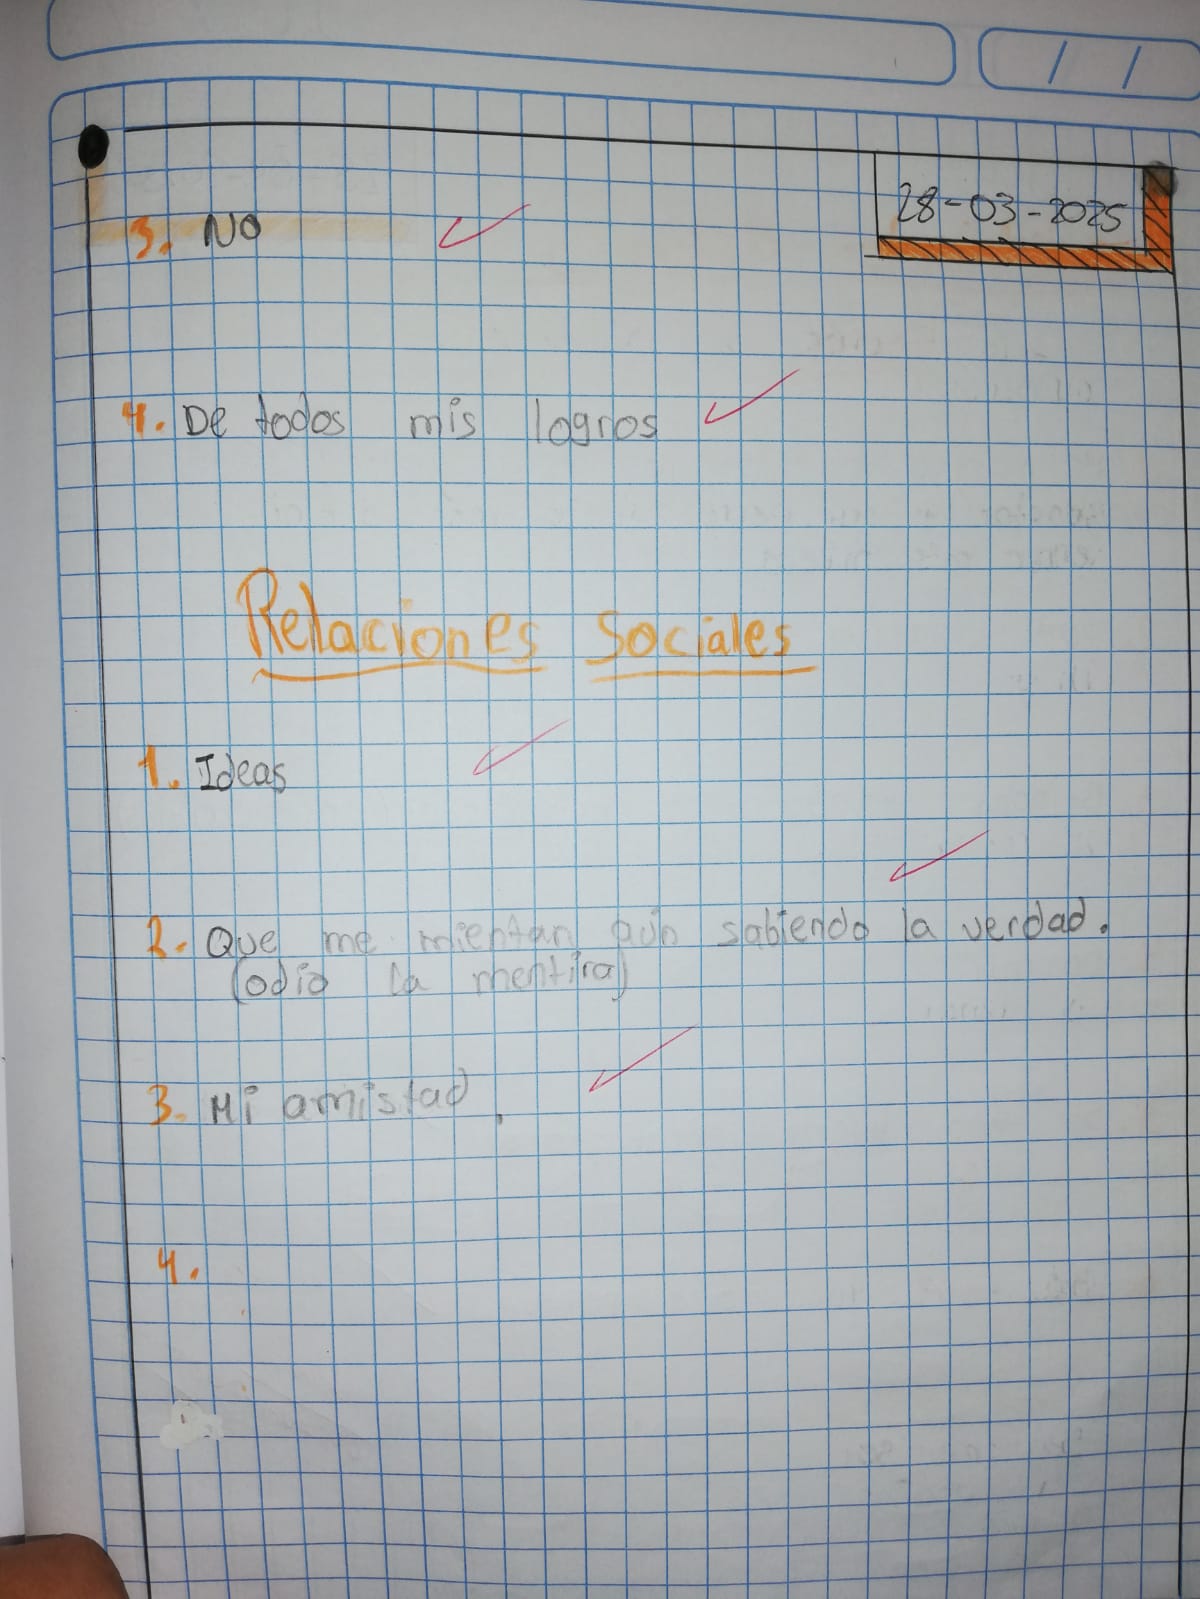 28-03-2025
3. NO
4. De todos mis logros
Relaciones Sociales
1. Ideas
2. Que me mientan aún sabiendo la verdad.
(odio la mentira)
3. Mi amistad.
4.